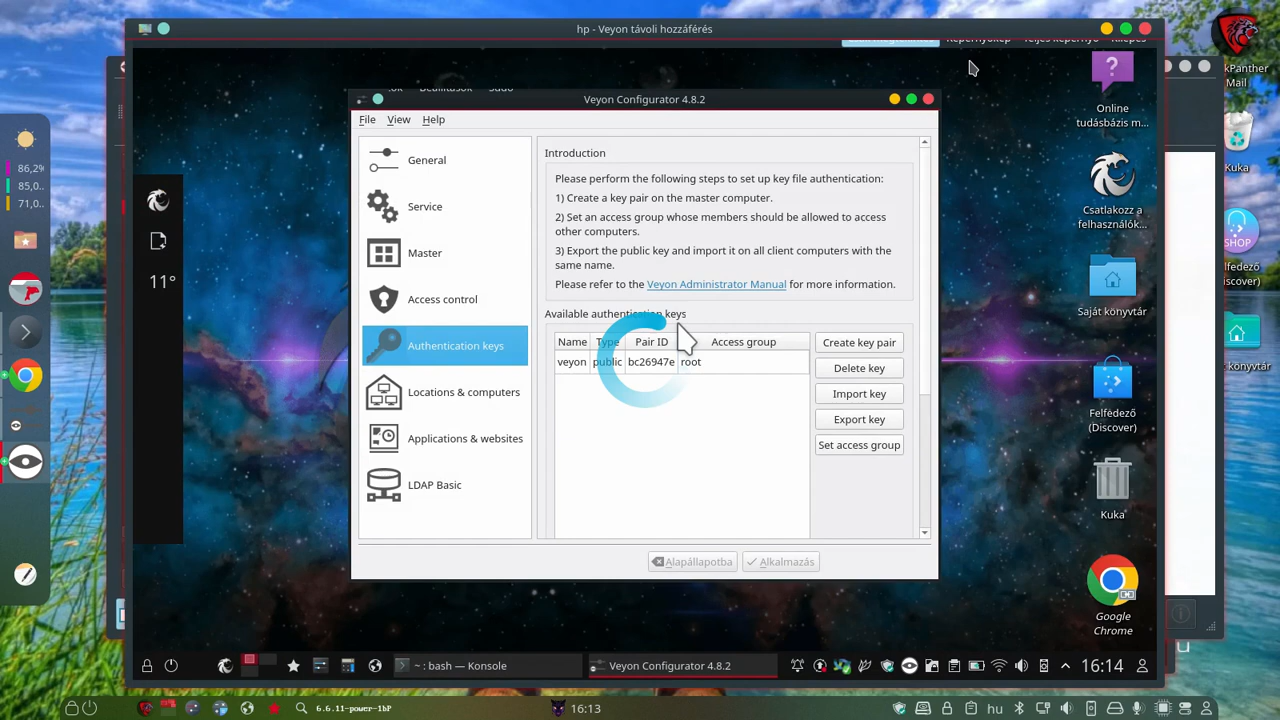 hp - Veyon távoli hozzáférés
Képernyőkép
Teljes képernyő
Kilépés
Beállítások
Súgó
Veyon Configurator 4.8.2
File
View
Help
General
Service
Master
Access control
Authentication keys
Locations & computers
Applications & websites
LDAP Basic
Introduction
Please perform the following steps to set up key file authentication:
1) Create a key pair on the master computer.
2) Set an access group whose members should be allowed to access
other computers.
3) Export the public key and import it on all client computers with the
same name.
Please refer to the Veyon Administrator Manual for more information.
Available authentication keys
Name Type Pair ID Access group
veyon public bc26947e root
Create key pair
Delete key
Import key
Export key
Set access group
Alapállapotba
Alkalmazás
86,2%
85,0...
71,0...
11°
Online
tudásbázis m...
Csatlakozz a
felhasználók...
Saját könyvtár
Felfedező
(Discover)
Kuka
Google
Chrome
Mail
Kuka
SHOP
~ : bash — Konsole
Veyon Configurator 4.8.2
16:14
6.6.11-power-1bP
16:13
hu